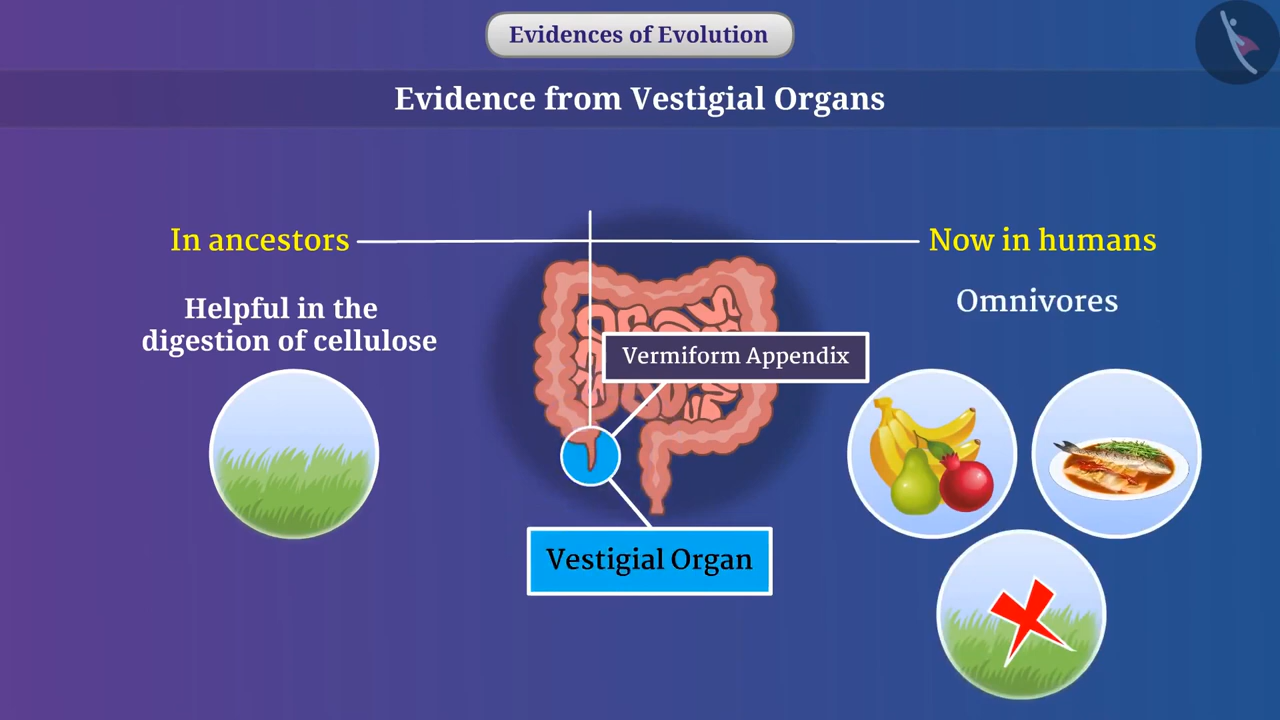 Evidences of Evolution
Evidence from Vestigial Organs
In ancestors
Now in humans
Helpful in the
digestion of cellulose
Omnivores
Vermiform Appendix
Vestigial Organ